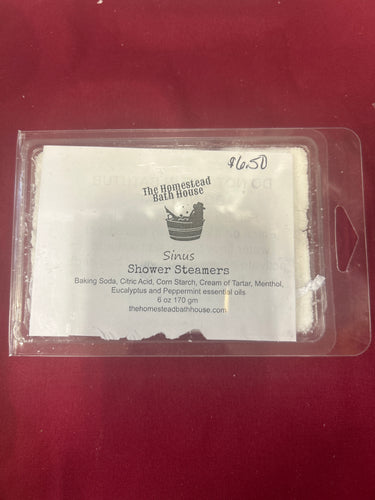 $6.50
The Homestead
Bath House
Sinus
Shower Steamers
Baking Soda, Citric Acid, Corn Starch, Cream of Tartar, Menthol,
Eucalyptus and Peppermint essential oils
6 oz 170 gm
thehomesteadbathhouse.com